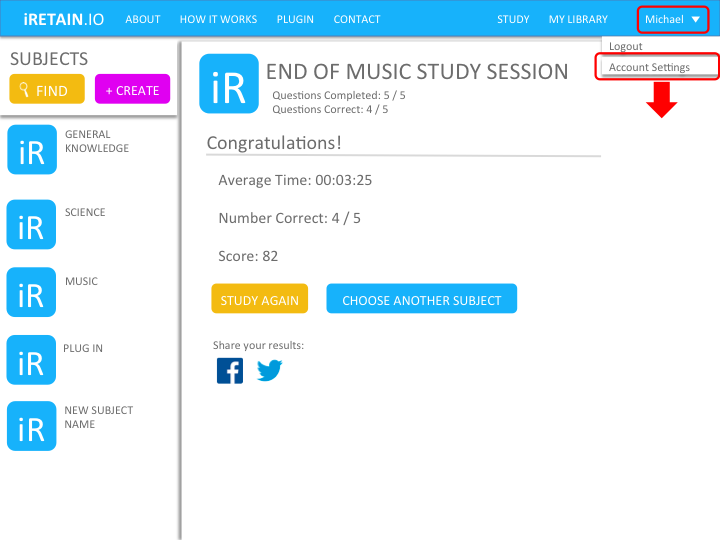 iRETAIN.IO ABOUT HOW IT WORKS PLUGIN CONTACT STUDY MY LIBRARY Michael
Logout
Account Settings
SUBJECTS
FIND + CREATE
iR GENERAL
KNOWLEDGE
iR SCIENCE
iR MUSIC
iR PLUG IN
iR NEW SUBJECT
NAME
iR END OF MUSIC STUDY SESSION
Questions Completed: 5 / 5
Questions Correct: 4 / 5
Congratulations!
Average Time: 00:03:25
Number Correct: 4 / 5
Score: 82
STUDY AGAIN CHOOSE ANOTHER SUBJECT
Share your results: